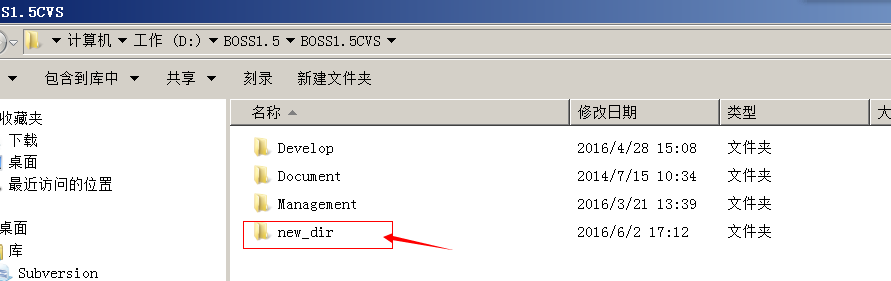 S1.5CVS
计算机 工作 (D:) BOSS1.5 BOSS1.5CVS
包含到库中 共享 刻录 新建文件夹
名称 修改日期 类型 大
收藏夹
下载
桌面
最近访问的位置
桌面
库
Subversion
Develop 2016/4/28 15:08 文件夹
Document 2014/7/15 10:34 文件夹
Management 2016/3/21 13:39 文件夹
new_dir 2016/6/2 17:12 文件夹